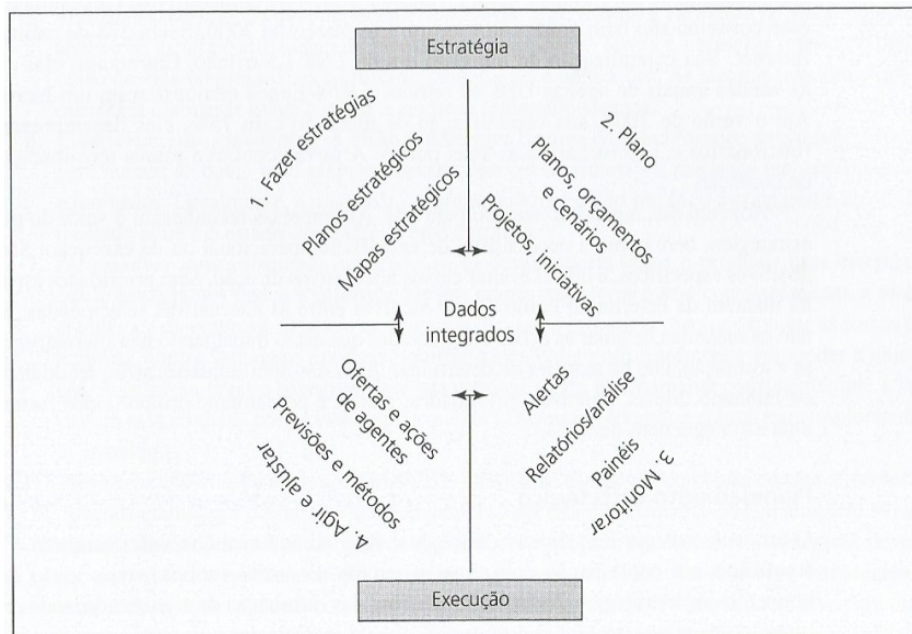 Estratégia
1. Fazer estratégias
Planos estratégicos
Mapas estratégicos
2. Plano
Planos, orçamentos
e cenários
Projetos, iniciativas
Dados
integrados
Ofertas e ações
de agentes
Previsões e métodos
4. Agir e ajustar
Alertas
Relatórios/análise
Painéis
3. Monitorar
Execução